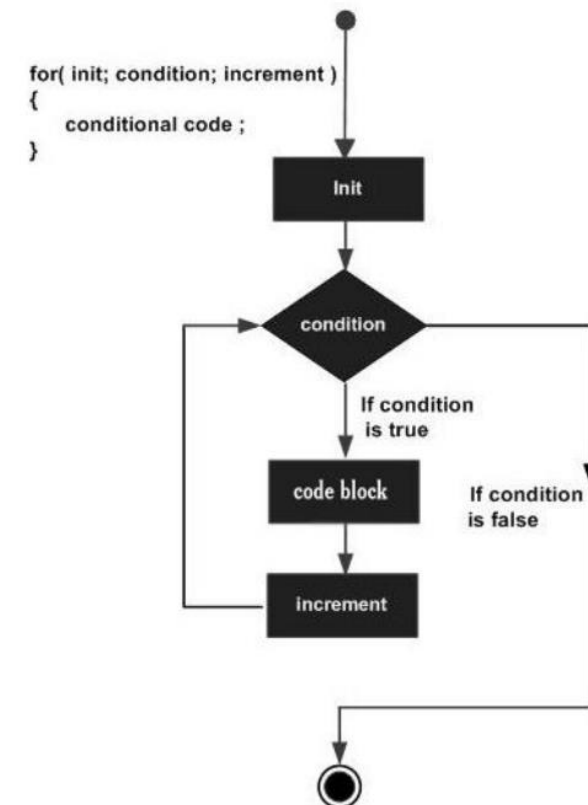 for( init; condition; increment )
{
conditional code ;
}
Init
condition
If condition
is true
code block
If condition
is false
increment